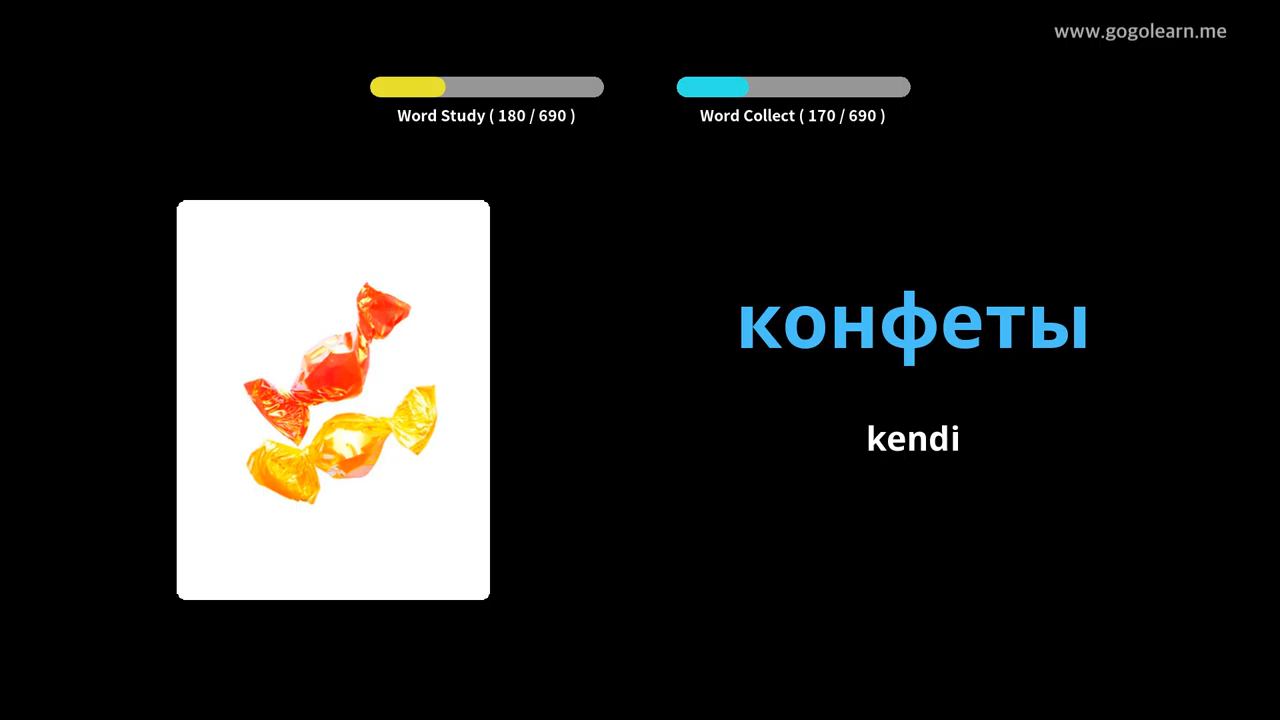 www.gogolearn.me
Word Study ( 180 / 690 )
Word Collect ( 170 / 690 )
конфеты
kendi